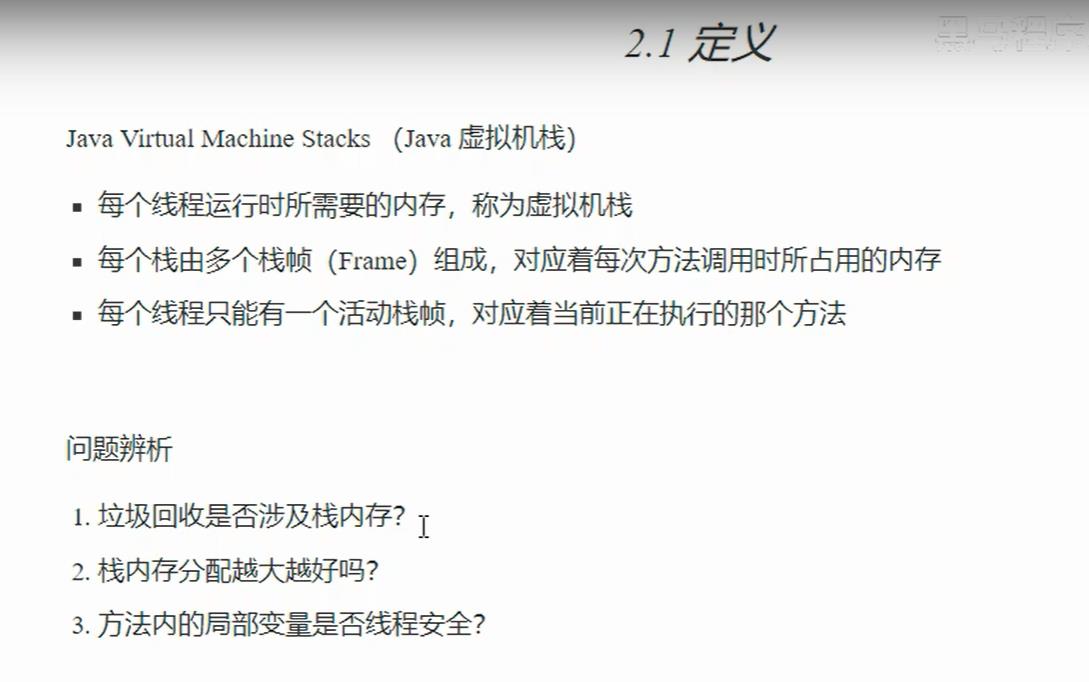 2.1 定义
Java Virtual Machine Stacks （Java 虚拟机栈）
▪ 每个线程运行时所需要的内存，称为虚拟机栈
▪ 每个栈由多个栈帧（Frame）组成，对应着每次方法调用时所占用的内存
▪ 每个线程只能有一个活动栈帧，对应着当前正在执行的那个方法
问题辨析
1. 垃圾回收是否涉及栈内存？
2. 栈内存分配越大越好吗？
3. 方法内的局部变量是否线程安全？